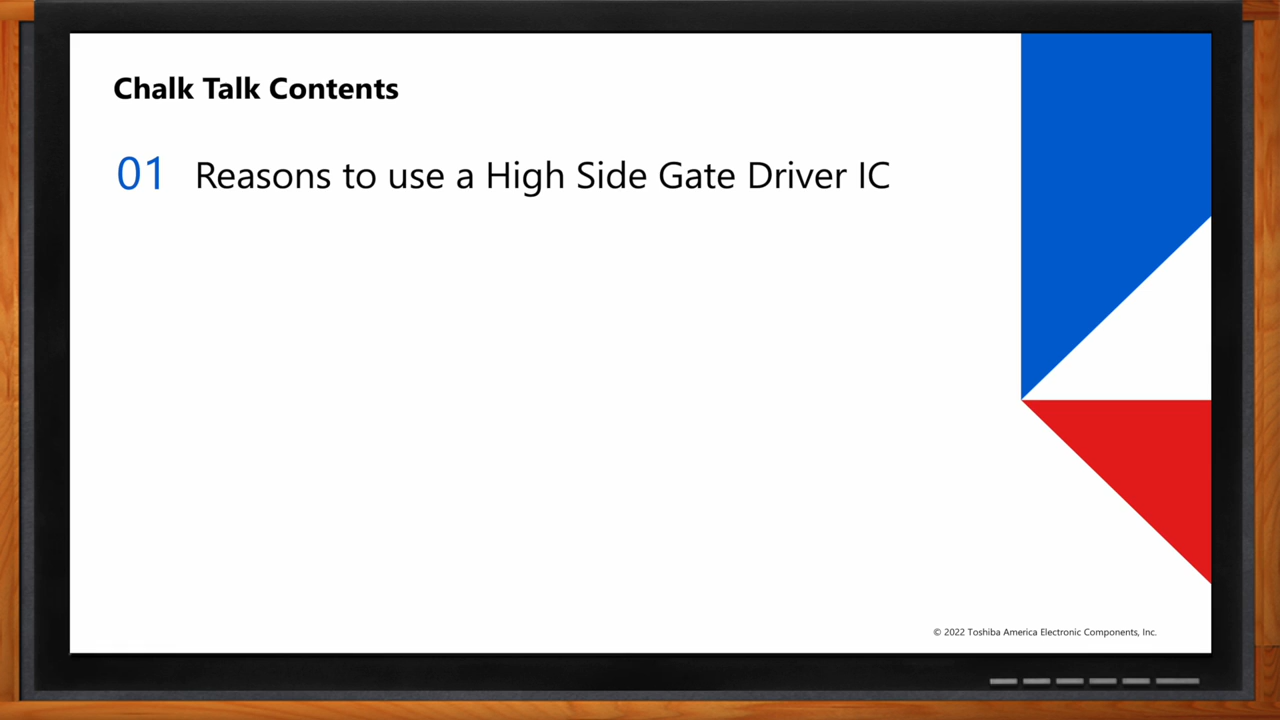 Chalk Talk Contents
01 Reasons to use a High Side Gate Driver IC
© 2022 Toshiba America Electronic Components, Inc.